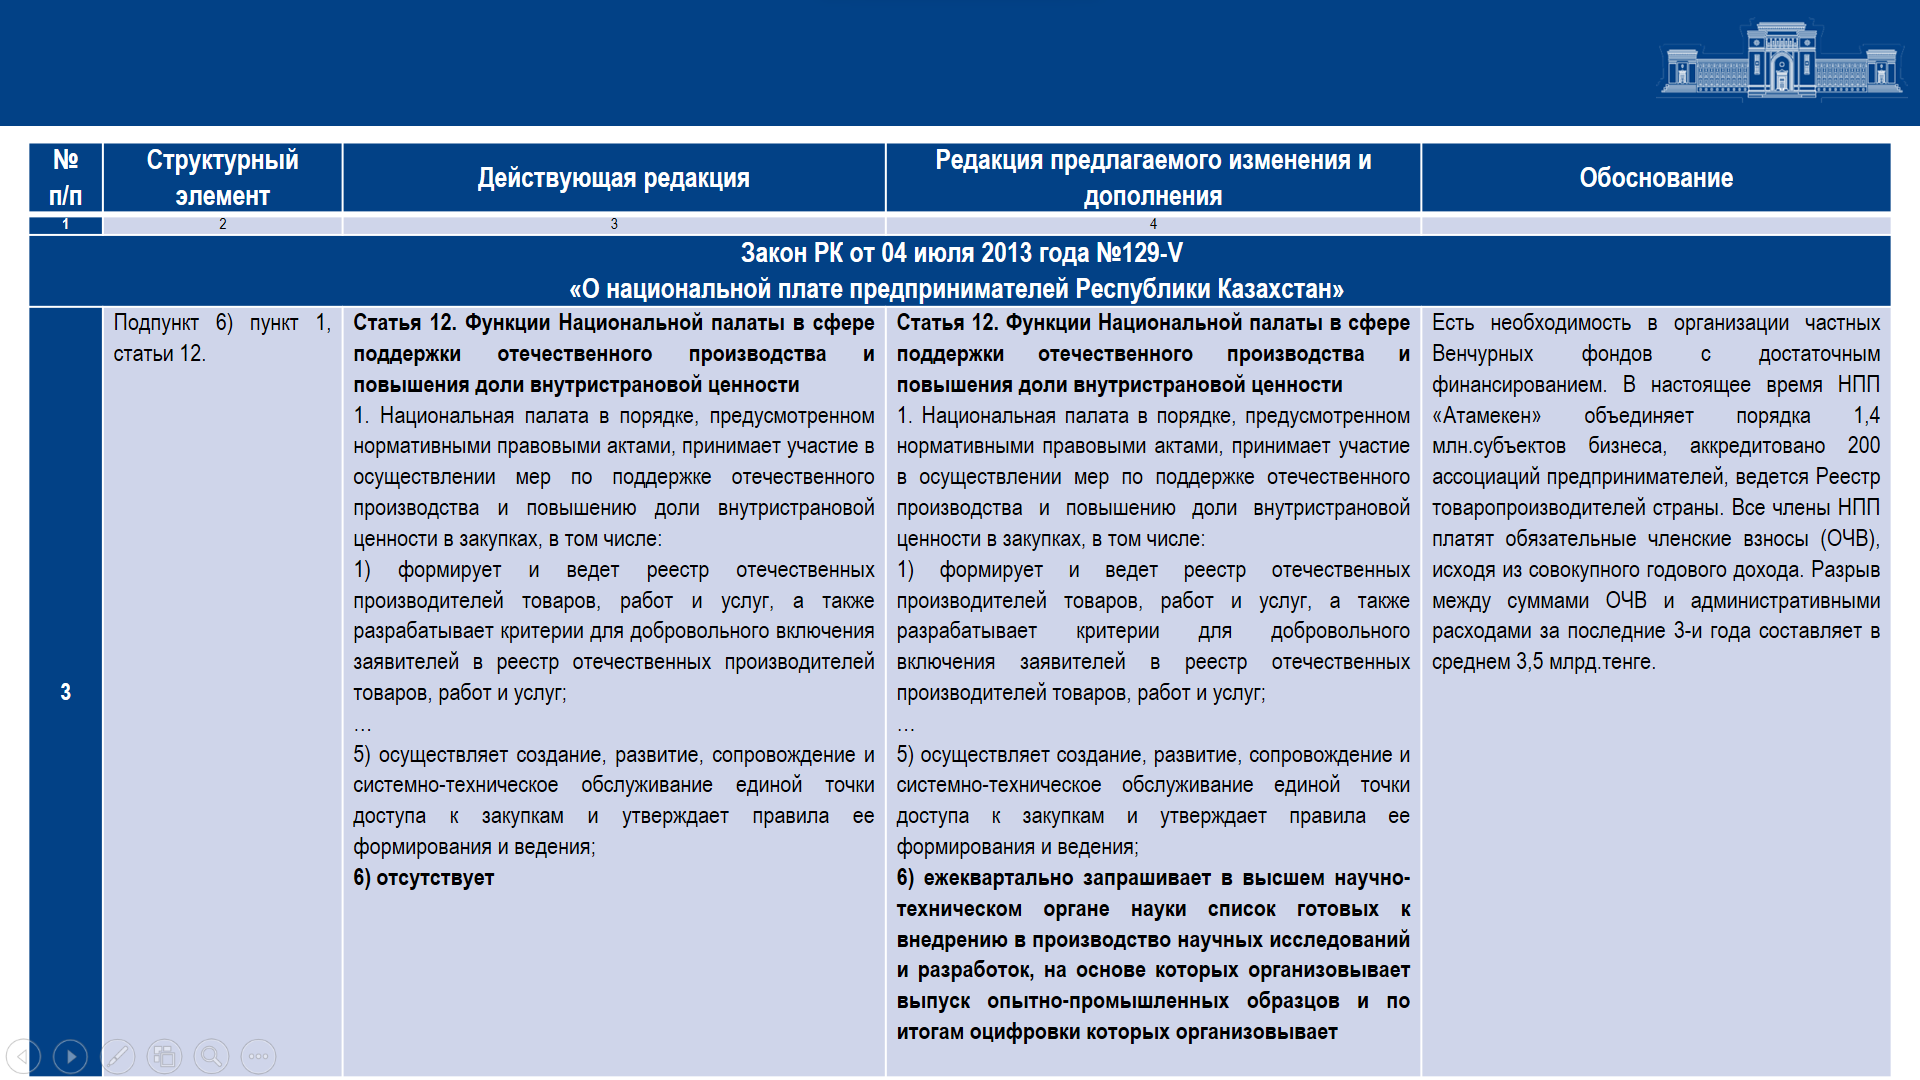 №
п/п
Структурный
элемент
Действующая редакция
Редакция предлагаемого изменения и
дополнения
Обоснование
1
2
3
4
Закон РК от 04 июля 2013 года №129-V
«О национальной плате предпринимателей Республики Казахстан»
3
Подпункт 6) пункт 1,
статьи 12.
Статья 12. Функции Национальной палаты в сфере
поддержки отечественного производства и
повышения доли внутристрановой ценности
1. Национальная палата в порядке, предусмотренном
нормативными правовыми актами, принимает участие в
осуществлении мер по поддержке отечественного
производства и повышению доли внутристрановой
ценности в закупках, в том числе:
1) формирует и ведет реестр отечественных
производителей товаров, работ и услуг, а также
разрабатывает критерии для добровольного включения
заявителей в реестр отечественных производителей
товаров, работ и услуг;
…
5) осуществляет создание, развитие, сопровождение и
системно-техническое обслуживание единой точки
доступа к закупкам и утверждает правила ее
формирования и ведения;
6) отсутствует
Статья 12. Функции Национальной палаты в сфере
поддержки отечественного производства и
повышения доли внутристрановой ценности
1. Национальная палата в порядке, предусмотренном
нормативными правовыми актами, принимает участие
в осуществлении мер по поддержке отечественного
производства и повышению доли внутристрановой
ценности в закупках, в том числе:
1) формирует и ведет реестр отечественных
производителей товаров, работ и услуг, а также
разрабатывает критерии для добровольного
включения заявителей в реестр отечественных
производителей товаров, работ и услуг;
…
5) осуществляет создание, развитие, сопровождение и
системно-техническое обслуживание единой точки
доступа к закупкам и утверждает правила ее
формирования и ведения;
6) ежеквартально запрашивает в высшем научно-
техническом органе науки список готовых к
внедрению в производство научных исследований
и разработок, на основе которых организовывает
выпуск опытно-промышленных образцов и по
итогам оцифровки которых организовывает
Есть необходимость в организации частных
Венчурных фондов с достаточным
финансированием. В настоящее время НПП
«Атамекен» объединяет порядка 1,4
млн.субъектов бизнеса, аккредитовано 200
ассоциаций предпринимателей, ведется Реестр
товаропроизводителей страны. Все члены НПП
платят обязательные членские взносы (ОЧВ),
исходя из совокупного годового дохода. Разрыв
между суммами ОЧВ и административными
расходами за последние 3-и года составляет в
среднем 3,5 млрд.тенге.